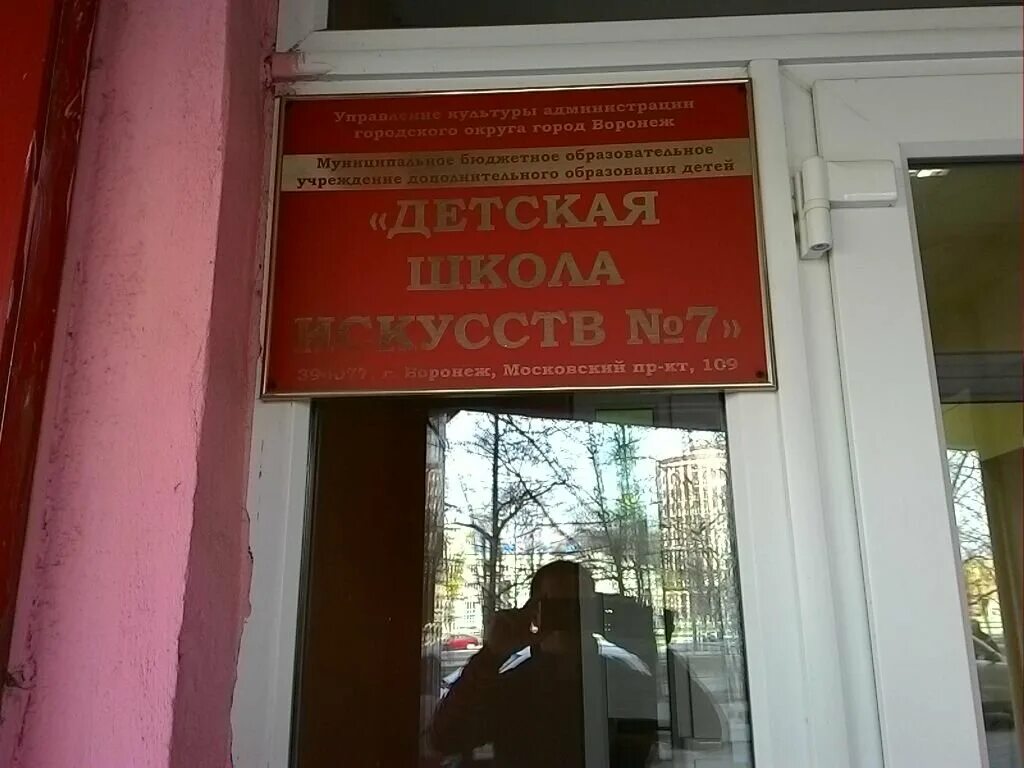 Управление культуры администрации
городского округа город Воронеж
Муниципальное бюджетное образовательное
учреждение дополнительного образования детей
«ДЕТСКАЯ
ШКОЛА
ИСКУССТВ №7»
394077 г. Воронеж, Московский пр-кт, 109